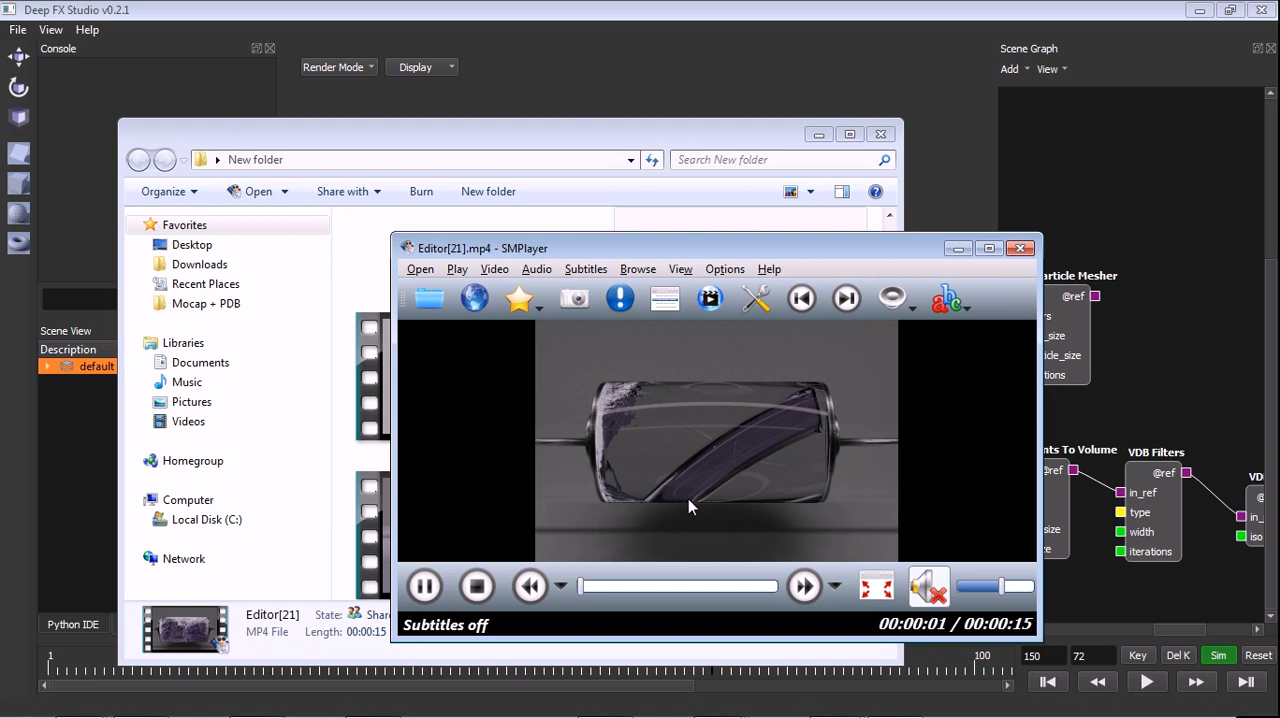 Deep FX Studio v0.2.1
File View Help
Console
Render Mode
Display
Scene Graph
Add View
New folder
Search New folder
Organize Open Share with Burn New folder
Favorites
Desktop
Downloads
Recent Places
Mocap + PDB
Libraries
Documents
Music
Pictures
Videos
Homegroup
Computer
Local Disk (C:)
Network
Editor[21] State: Share
MP4 File Length: 00:00:15
Editor[21].mp4 - SMPlayer
Open Play Video Audio Subtitles Browse View Options Help
abc
Subtitles off
00:00:01 / 00:00:15
Scene View
Description
default
Python IDE
article Mesher
@ref
rs
_size
icle_size
tions
nts To Volume
@ref
size
e
VDB Filters
@ref
in_ref
type
width
iterations
VD
@
in_
iso
1
100
150 72 Key Del K Sim Reset